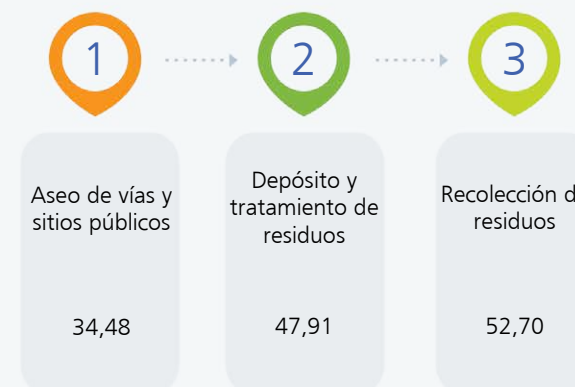 1
2
3
Aseo de vías y
sitios públicos
34,48
Depósito y
tratamiento de
residuos
47,91
Recolección d
residuos
52,70